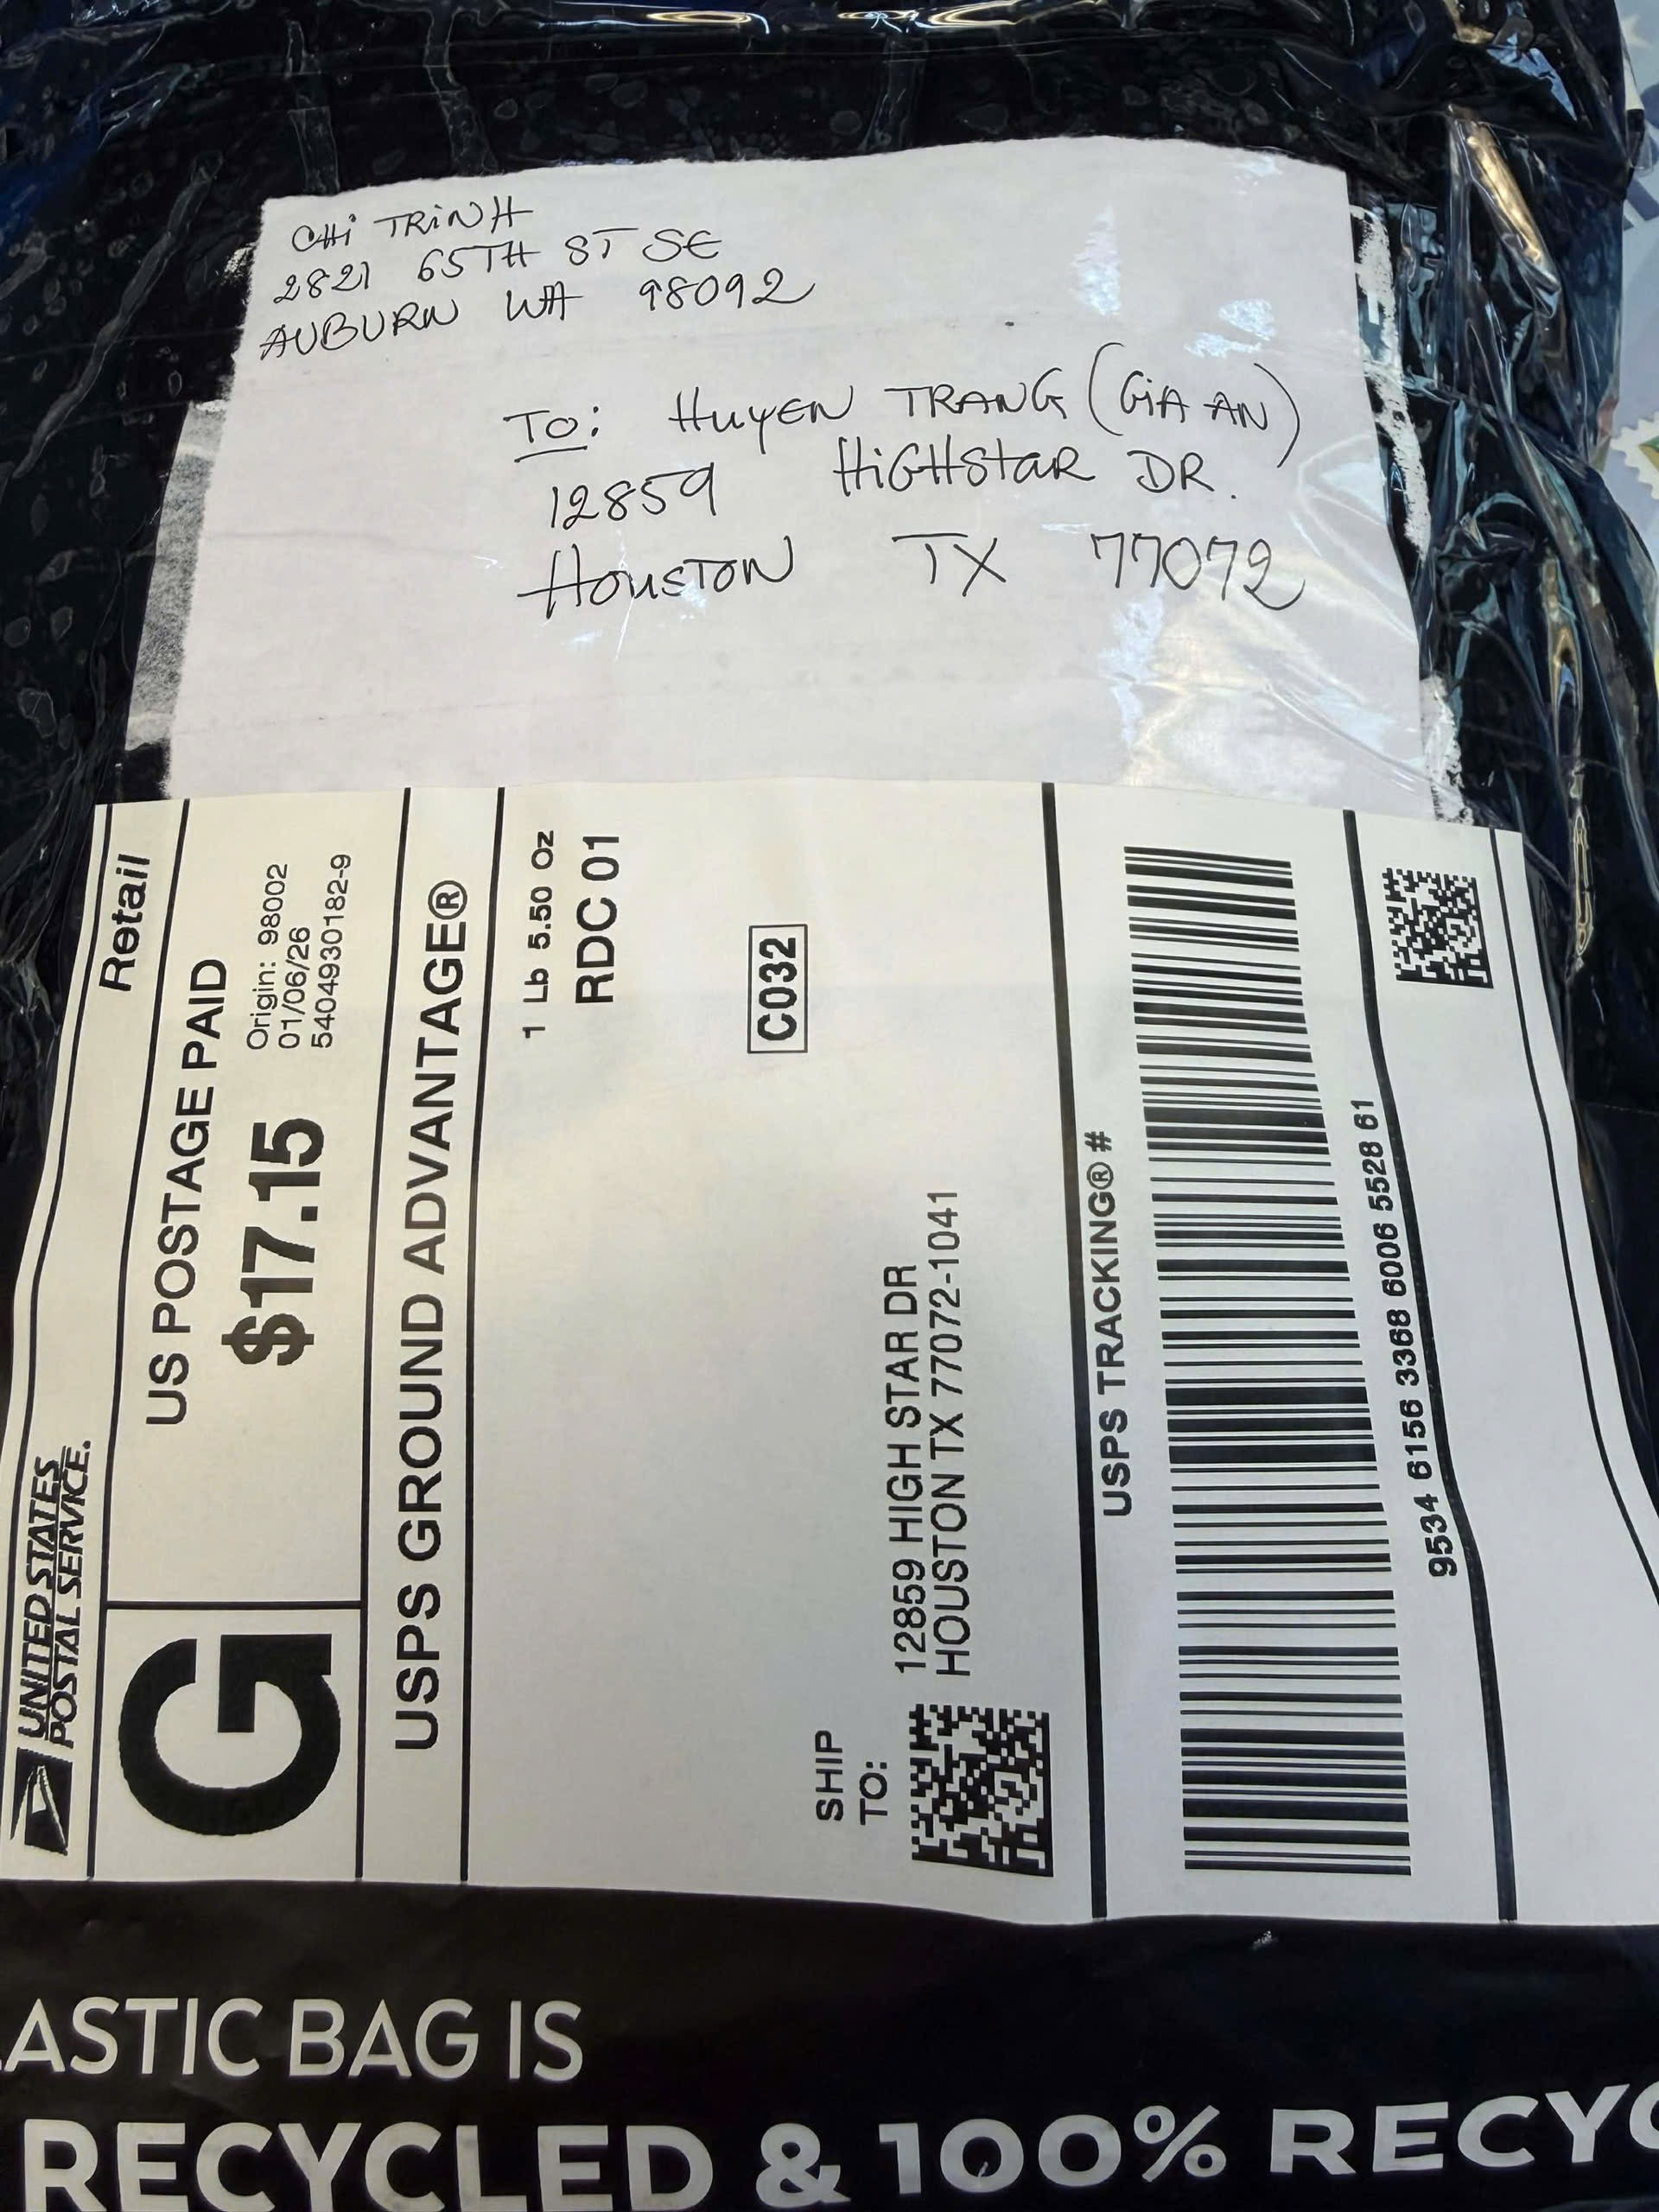 CHi TRiNH
2821 65TH ST SE
AUBURN WA 98092
TO: HUYEN TRANG (GiA AN)
12859 HiGHStaR DR.
HOUSTON TX 77072
UNITED STATES
POSTAL SERVICE.
Retail
G
US POSTAGE PAID
$17.15
Origin: 98002
01/06/26
5404930182-9
USPS GROUND ADVANTAGE®
1 Lb 5.50 Oz
RDC 01
C032
SHIP
TO:
12859 HIGH STAR DR
HOUSTON TX 77072-1041
USPS TRACKING® #
9534 6156 3368 6006 5528 61
ASTIC BAG IS
RECYCLED & 100% RECYC